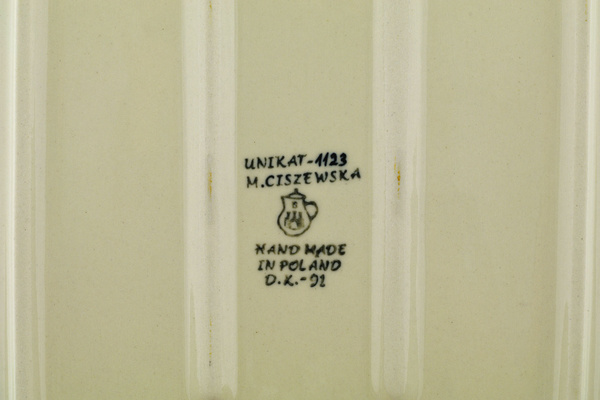 UNIKAT-1123
M.CISZEWSKA
HAND MADE
IN POLAND
D.K.-92